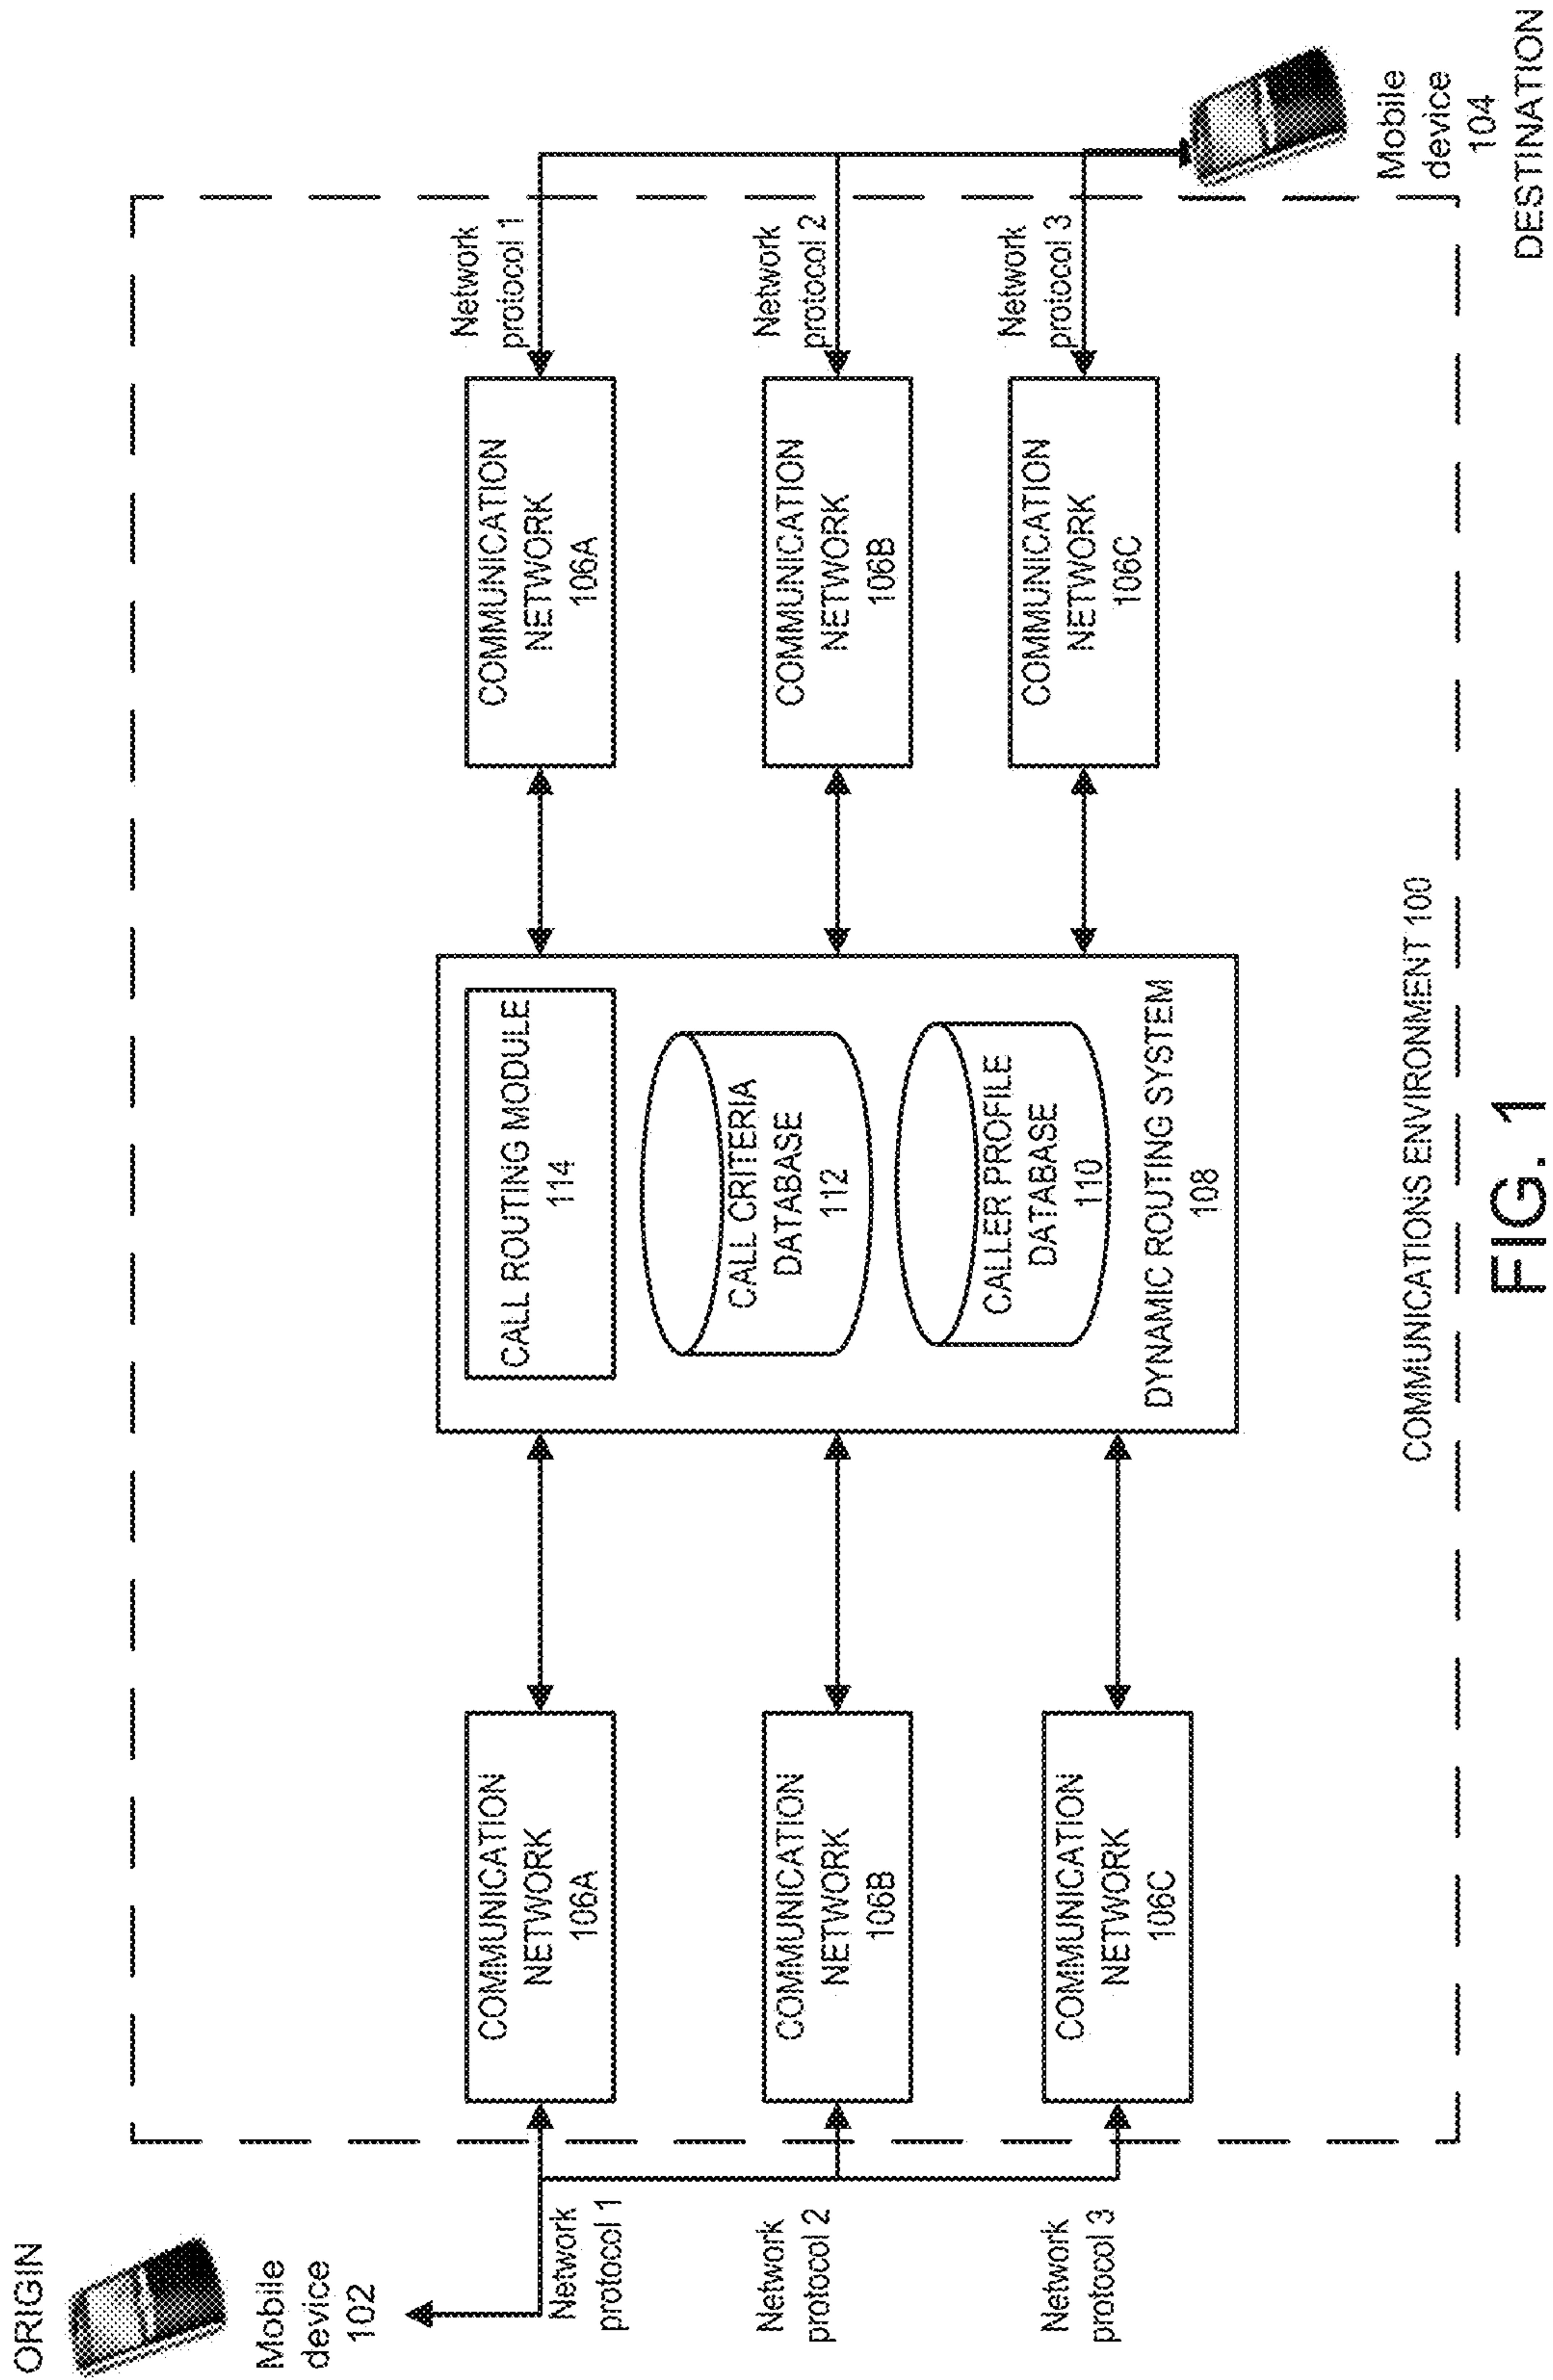 ORIGIN
Mobile
device
102
Network
protocol 1
Network
protocol 2
Network
protocol 3
COMMUNICATION
NETWORK
106A
COMMUNICATION
NETWORK
106B
COMMUNICATION
NETWORK
106C
CALL ROUTING MODULE
114
CALL CRITERIA
DATABASE
112
CALLER PROFILE
DATABASE
110
DYNAMIC ROUTING SYSTEM
108
COMMUNICATION
NETWORK
106A
COMMUNICATION
NETWORK
106B
COMMUNICATION
NETWORK
106C
Network
protocol 1
Network
protocol 2
Network
protocol 3
Mobile
device
104
DESTINATION
COMMUNICATIONS ENVIRONMENT 100
FIG. 1